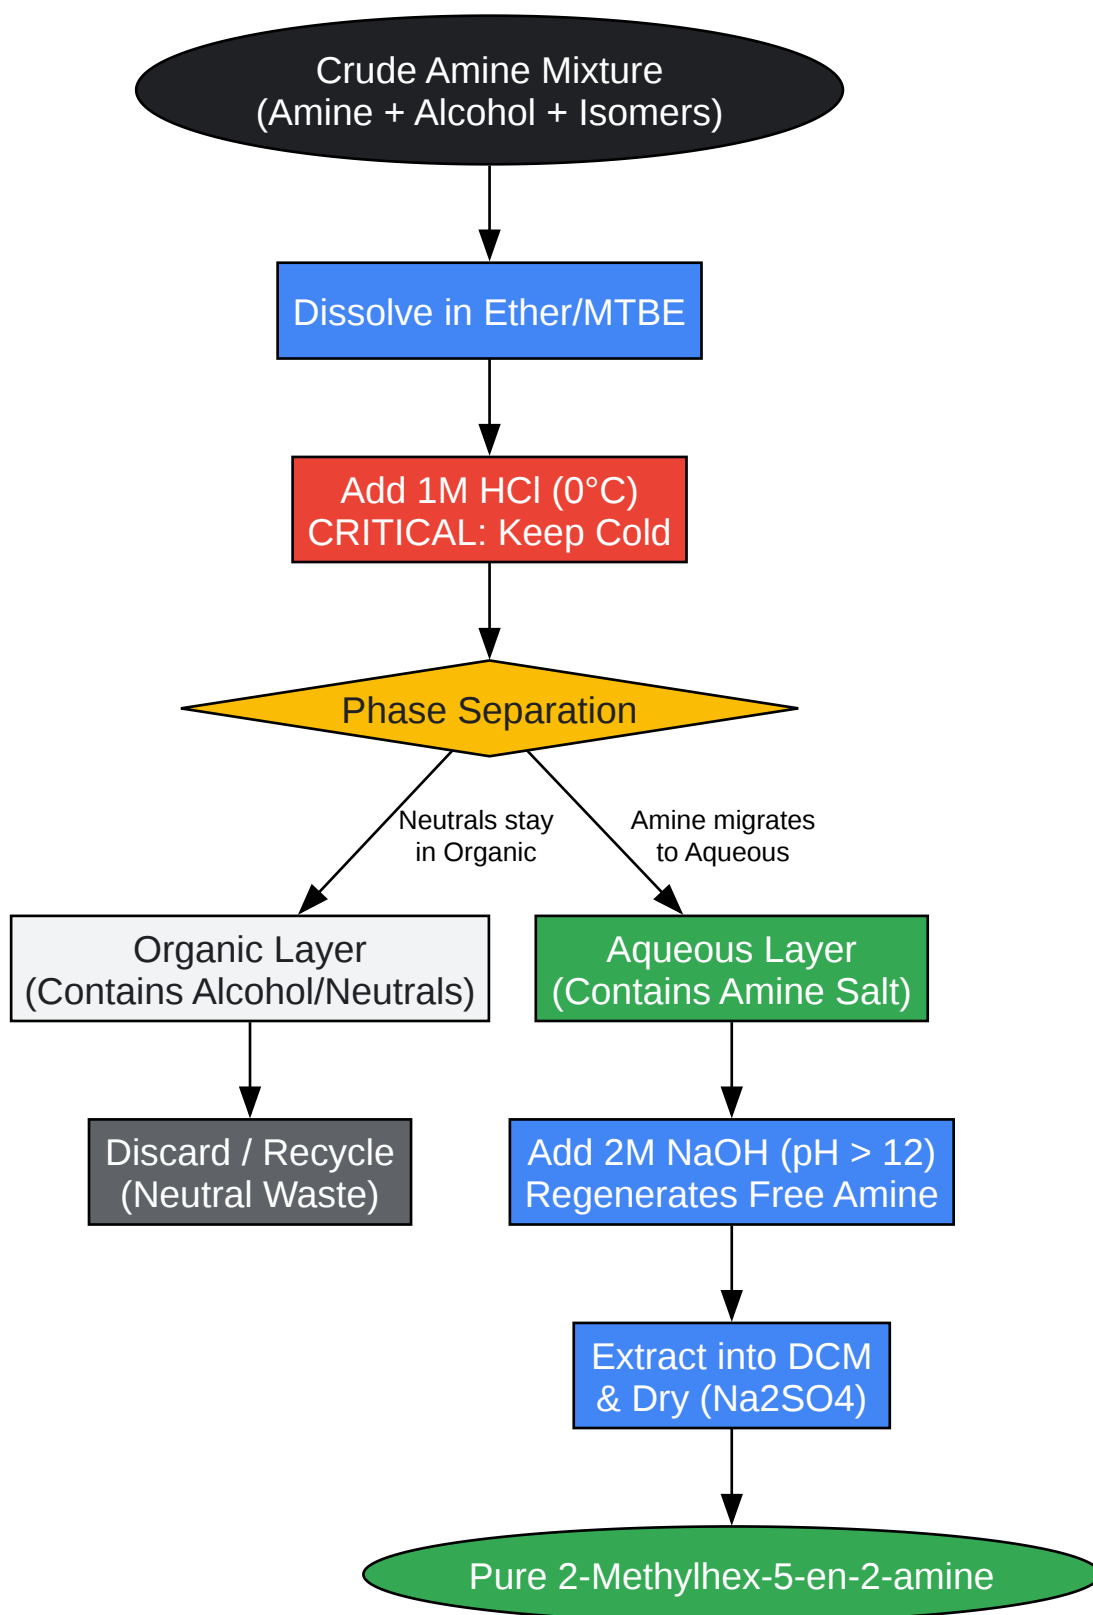 Crude Amine Mixture
(Amine + Alcohol + Isomers)
Dissolve in Ether/MTBE
Add 1M HCl (0°C)
CRITICAL: Keep Cold
Phase Separation
Neutrals stay
in Organic
Amine migrates
to Aqueous
Organic Layer
(Contains Alcohol/Neutrals)
Aqueous Layer
(Contains Amine Salt)
Discard / Recycle
(Neutral Waste)
Add 2M NaOH (pH > 12)
Regenerates Free Amine
Extract into DCM
& Dry (Na2SO4)
Pure 2-Methylhex-5-en-2-amine